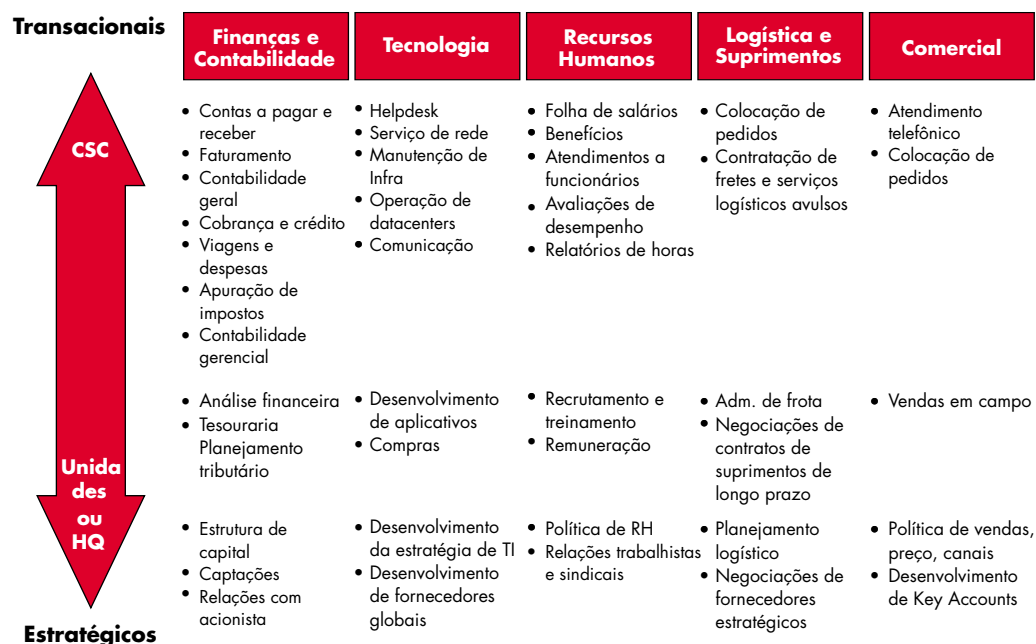 Transacionais
CSC
Unida
des
ou
HQ
Estratégicos
Finanças e
Contabilidade
• Contas a pagar e
receber
• Faturamento
• Contabilidade
geral
• Cobrança e crédito
• Viagens e
despesas
• Apuração de
impostos
• Contabilidade
gerencial
• Análise financeira
• Tesouraria
Planejamento
tributário
• Estrutura de
capital
• Captações
• Relações com
acionista
Tecnologia
• Helpdesk
• Serviço de rede
• Manutenção de
Infra
• Operação de
datacenters
• Comunicação
• Desenvolvimento
de aplicativos
• Compras
• Desenvolvimento
da estratégia de TI
• Desenvolvimento
de fornecedores
globais
Recursos
Humanos
• Folha de salários
• Benefícios
• Atendimentos a
funcionários
• Avaliações de
desempenho
• Relatórios de horas
• Recrutamento e
treinamento
• Remuneração
• Política de RH
• Relações trabalhistas
e sindicais
Logística e
Suprimentos
• Colocação de
pedidos
• Contratação de
fretes e serviços
logísticos avulsos
• Adm. de frota
• Negociações de
contratos de
suprimentos de
longo prazo
• Planejamento
logístico
• Negociações de
fornecedores
estratégicos
Comercial
• Atendimento
telefônico
• Colocação de
pedidos
• Vendas em campo
• Política de vendas,
preço, canais
• Desenvolvimento
de Key Accounts